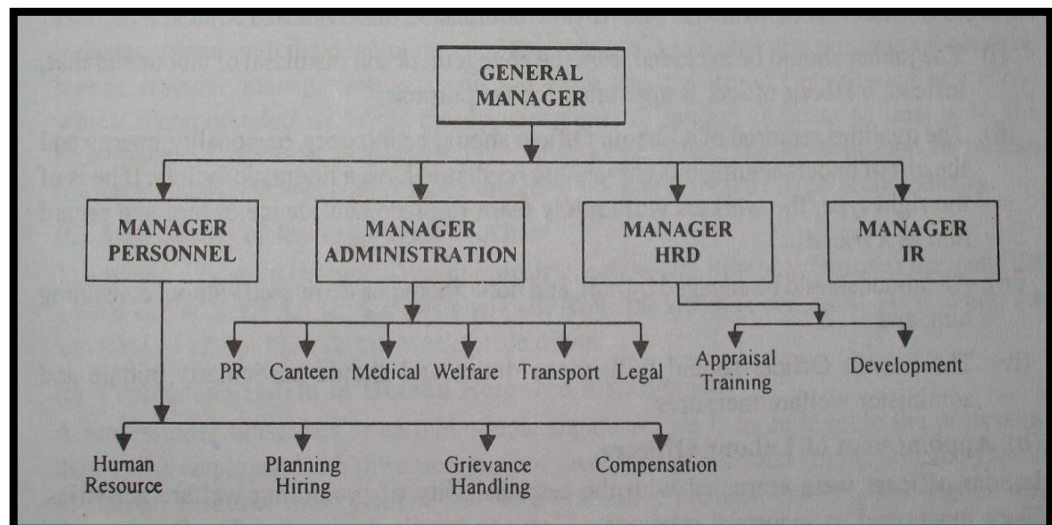 GENERAL
MANAGER
MANAGER
PERSONNEL
MANAGER
ADMINISTRATION
MANAGER
HRD
MANAGER
IR
PR Canteen Medical Welfare Transport Legal
Appraisal
Training
Development
Human
Resource
Planning
Hiring
Grievance
Handling
Compensation